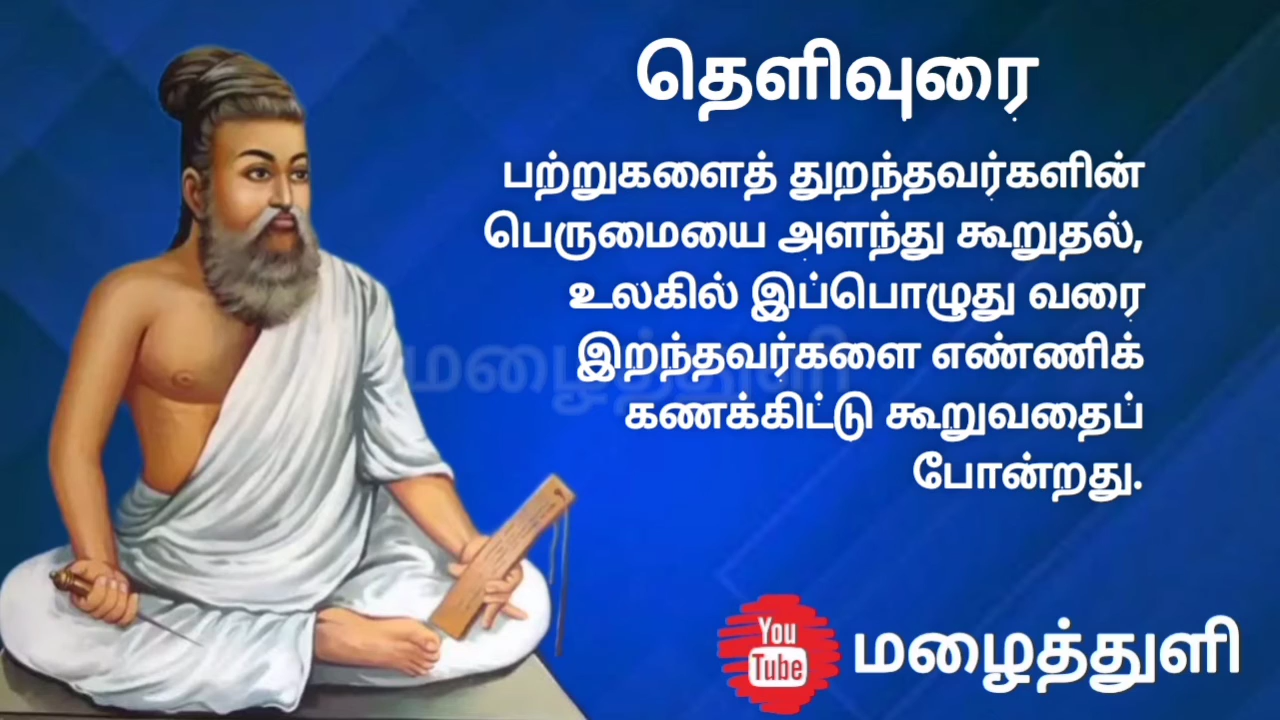 தெளிவுரை
பற்றுகளைத் துறந்தவர்களின்
பெருமையை அளந்து கூறுதல்,
உலகில் இப்பொழுது வரை
இறந்தவர்களை எண்ணிக்
கணக்கிட்டு கூறுவதைப்
போன்றது.
மழைத்துளி
You
Tube
மழைத்துளி